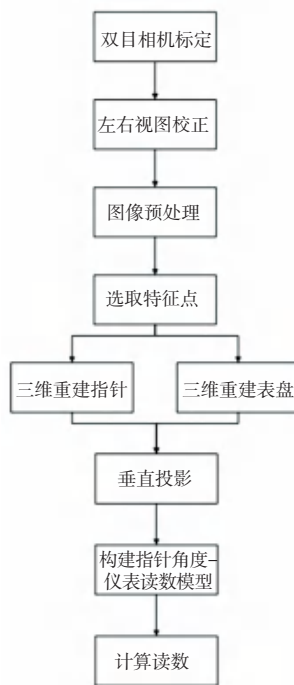 双目相机标定
左右视图校正
图像预处理
选取特征点
三维重建指针
三维重建表盘
垂直投影
构建指针角度–
仪表读数模型
计算读数